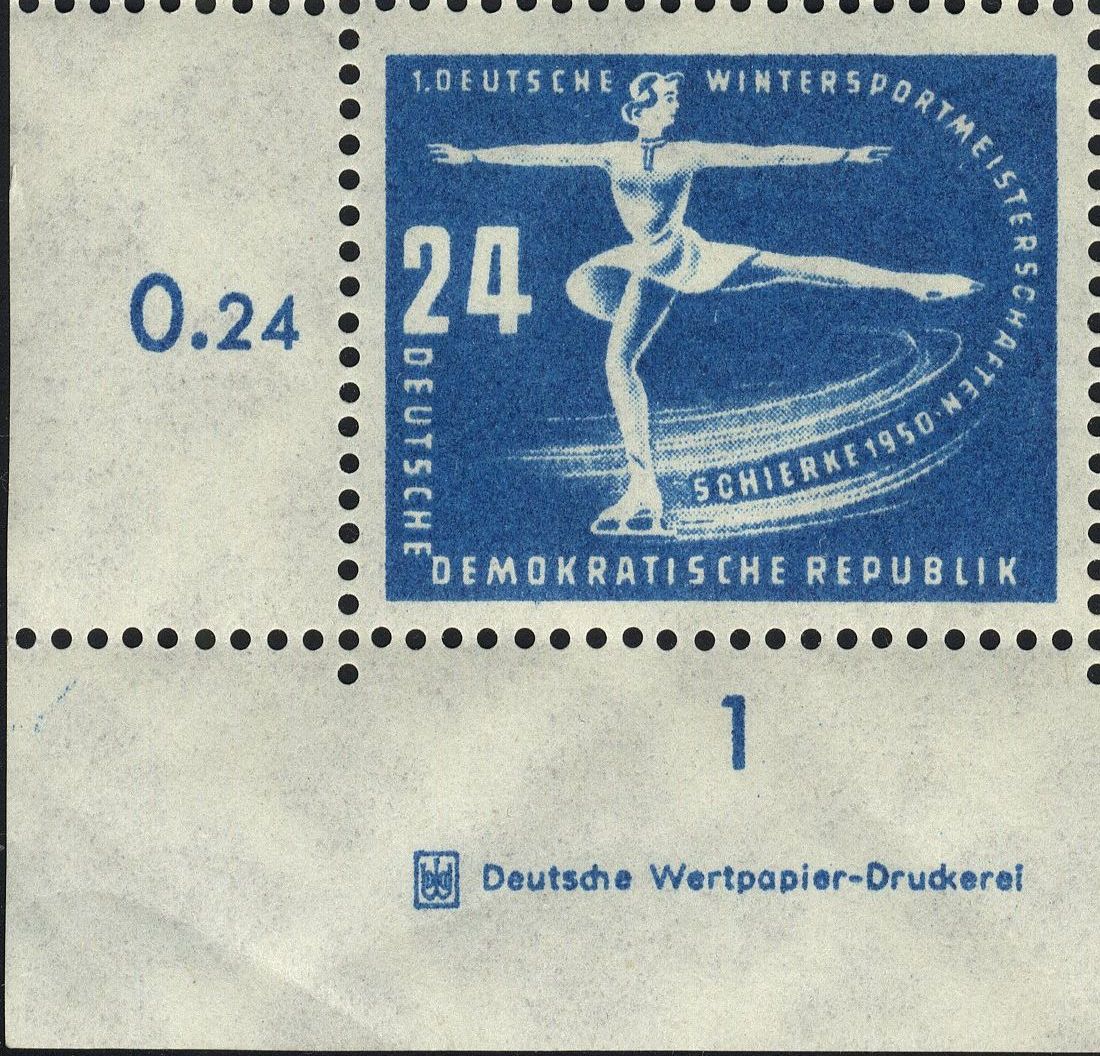 1.DEUTSCHE WINTERSPORTMEISTERSCHAFTEN
SCHIERKE 1950·N
24
DEUTSCHE
DEMOKRATISCHE REPUBLIK
0.24
1
Deutsche Wertpapier-Druckerei